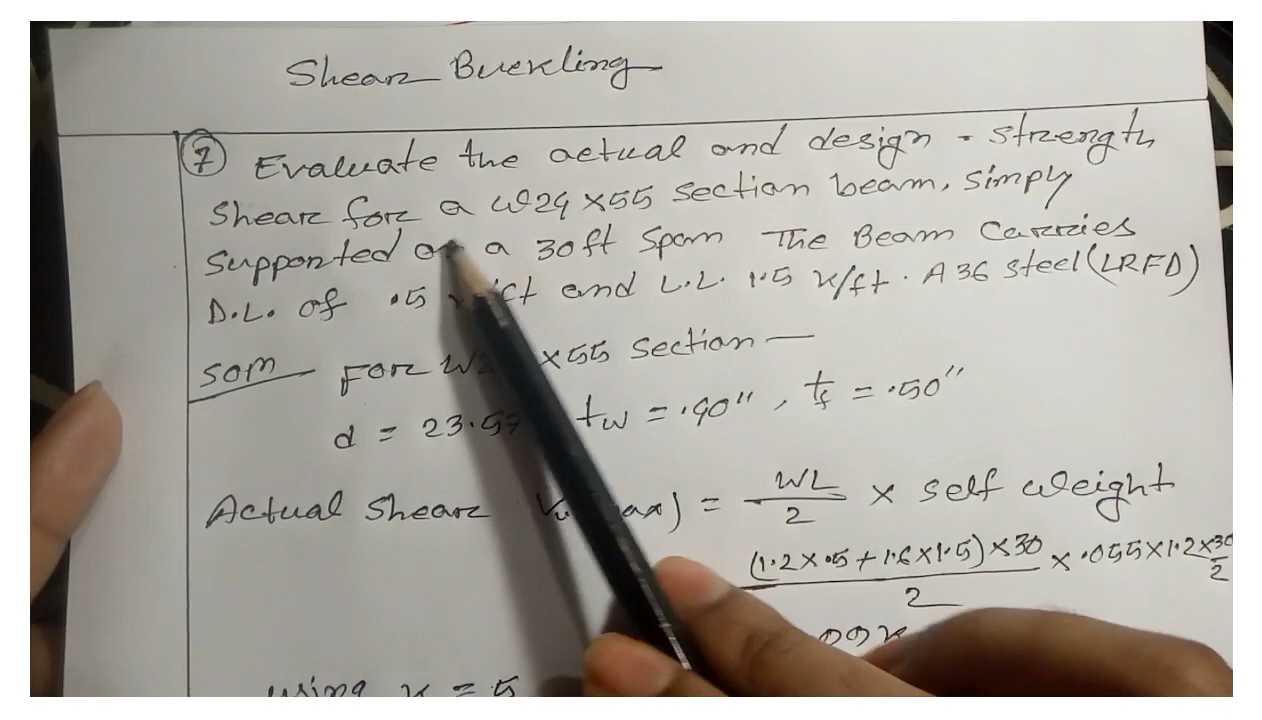 Shear Buckling
⑦ Evaluate the actual and design - strength
Shear for a W24 x55 section beam, simply
supported on a 30ft Span The Beam Carries
D.L. of .5 and L.L. 1.5 k/ft. A36 steel (LRFD)
Soln For x55 section —
d = 23.57 tw = .40", tf = .50"
Actual Shear = WL/2 x self weight
(1.2x.5+1.6x1.5)x30/2 x .055x1.2x30/2
using k = 5